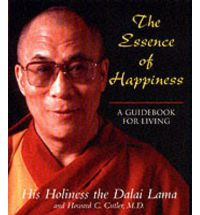 The
Essence
of
Happiness
A GUIDEBOOK
FOR LIVING
His Holiness the Dalai Lama
and Howard C. Cutler, M.D.